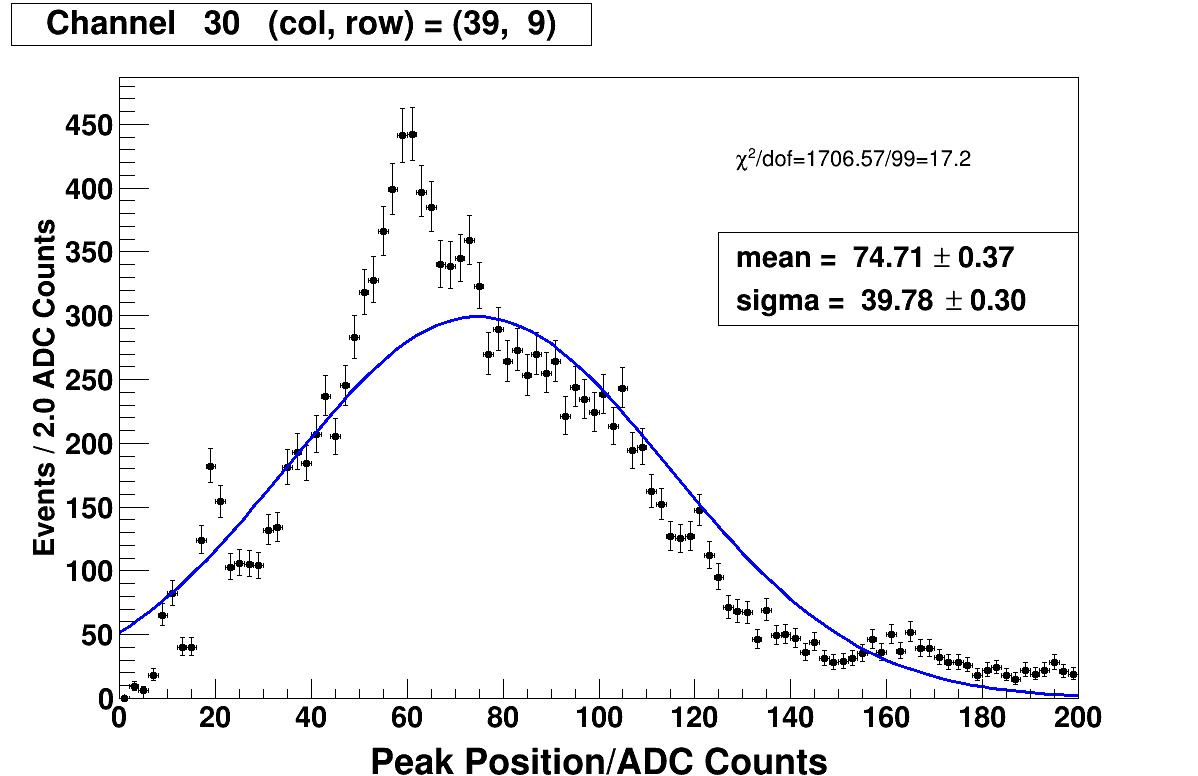 Channel 30 (col, row) = (39, 9)
χ²/dof=1706.57/99=17.2
mean = 74.71 ± 0.37
sigma = 39.78 ± 0.30
Events / 2.0 ADC Counts
450
400
350
300
250
200
150
100
50
0
0 20 40 60 80 100 120 140 160 180 200
Peak Position/ADC Counts